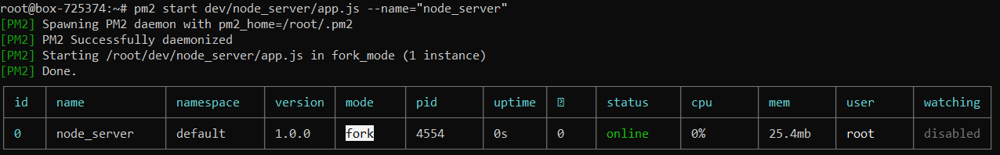 root@box-725374:~# pm2 start dev/node_server/app.js --name="node_server"
[PM2] Spawning PM2 daemon with pm2_home=/root/.pm2
[PM2] PM2 Successfully daemonized
[PM2] Starting /root/dev/node_server/app.js in fork_mode (1 instance)
[PM2] Done.
id name namespace version mode pid uptime status cpu mem user watching
0 node_server default 1.0.0 fork 4554 0s 0 online 0% 25.4mb root disabled